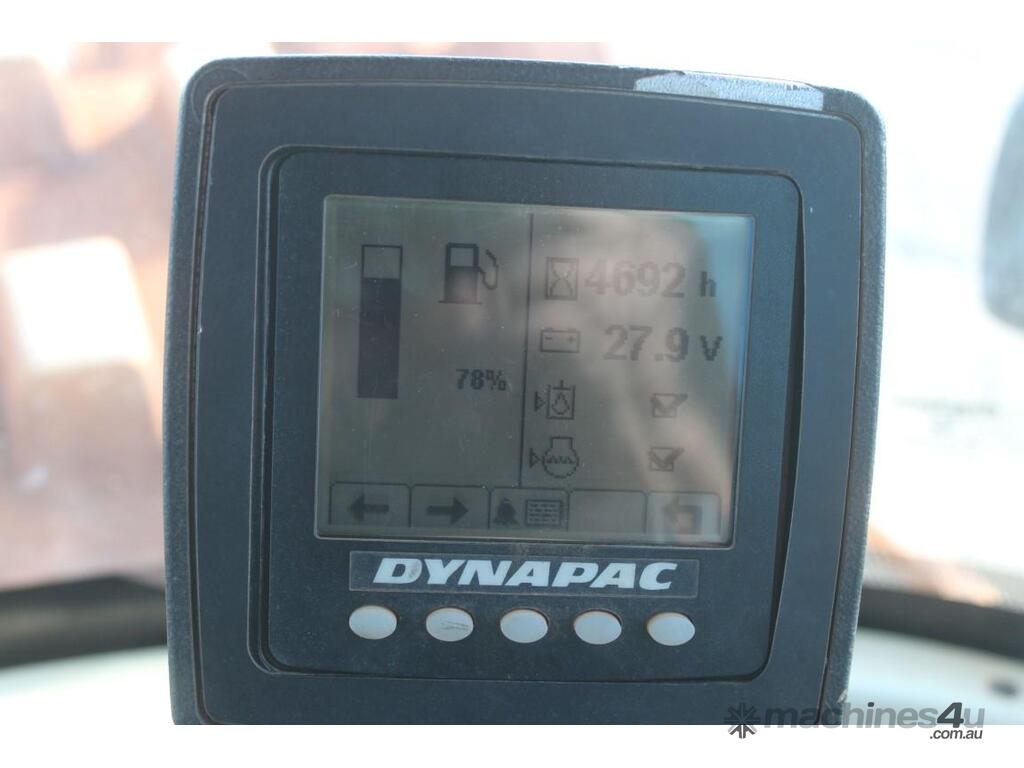 4692 h
27.9 V
78%
DYNAPAC
machines4u
.com.au